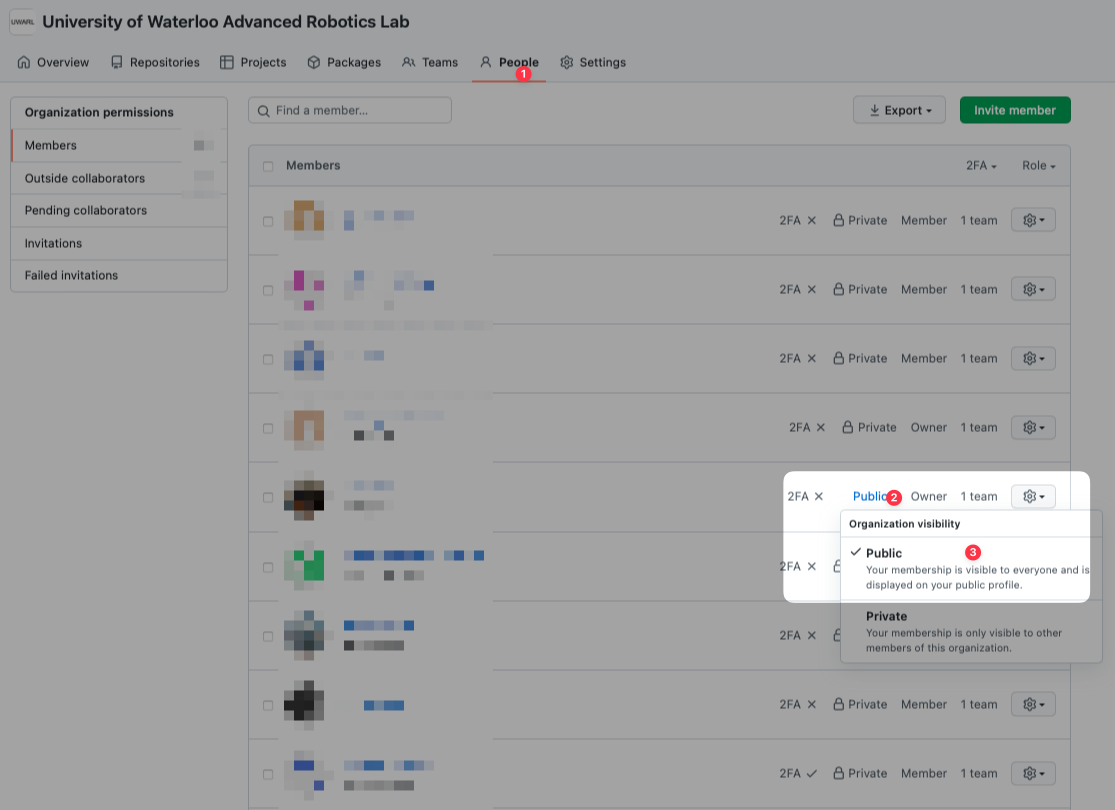 UWARL University of Waterloo Advanced Robotics Lab
Overview Repositories Projects Packages Teams People Settings
1
Organization permissions
Members
Outside collaborators
Pending collaborators
Invitations
Failed invitations
Find a member...
Export
Invite member
Members 2FA Role
2FA Private Member 1 team
2FA Private Member 1 team
2FA Private Member 1 team
2FA Private Owner 1 team
2FA Public 2 Owner 1 team
Organization visibility
Public 3
Your membership is visible to everyone and is
displayed on your public profile.
Private
Your membership is only visible to other
members of this organization.
2FA
2FA
2FA Private Member 1 team
2FA Private Member 1 team